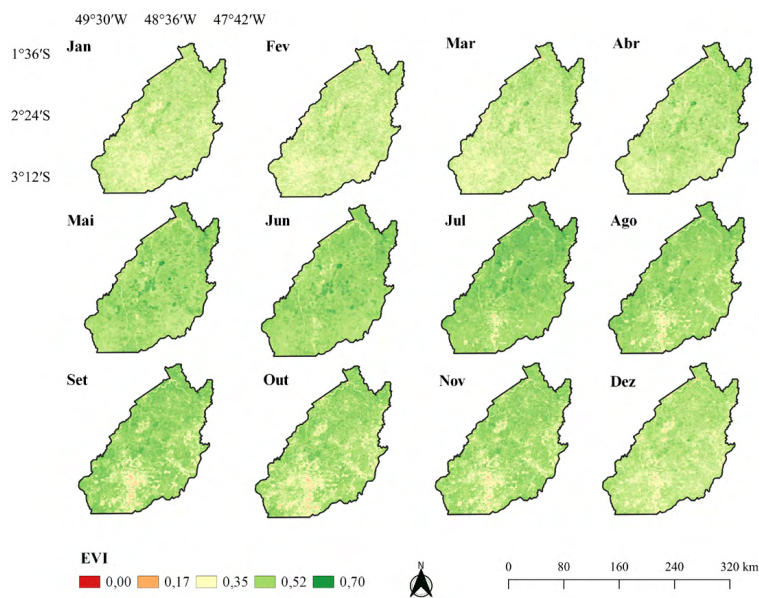 49°30'W 48°36'W 47°42'W
Jan Fev Mar Abr
1°36'S
2°24'S
3°12'S
Mai Jun Jul Ago
Set Out Nov Dez
EVI
0,00 0,17 0,35 0,52 0,70
N
0 80 160 240 320 km